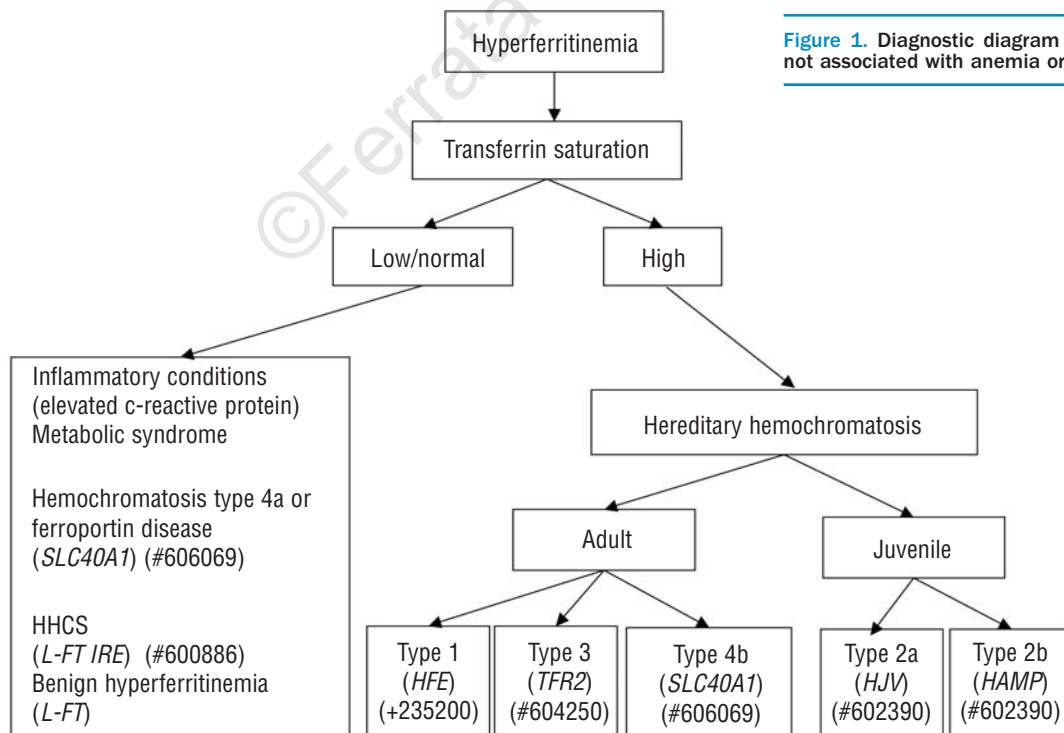 Hyperferritinemia
Figure 1. Diagnostic diagram
not associated with anemia or
©Ferrata
Transferrin saturation
Low/normal
High
Inflammatory conditions
(elevated c-reactive protein)
Metabolic syndrome
Hemochromatosis type 4a or
ferroportin disease
(SLC40A1) (#606069)
HHCS
(L-FT IRE) (#600886)
Benign hyperferritinemia
(L-FT)
Hereditary hemochromatosis
Adult
Juvenile
Type 1
(HFE)
(+235200)
Type 3
(TFR2)
(#604250)
Type 4b
(SLC40A1)
(#606069)
Type 2a
(HJV)
(#602390)
Type 2b
(HAMP)
(#602390)